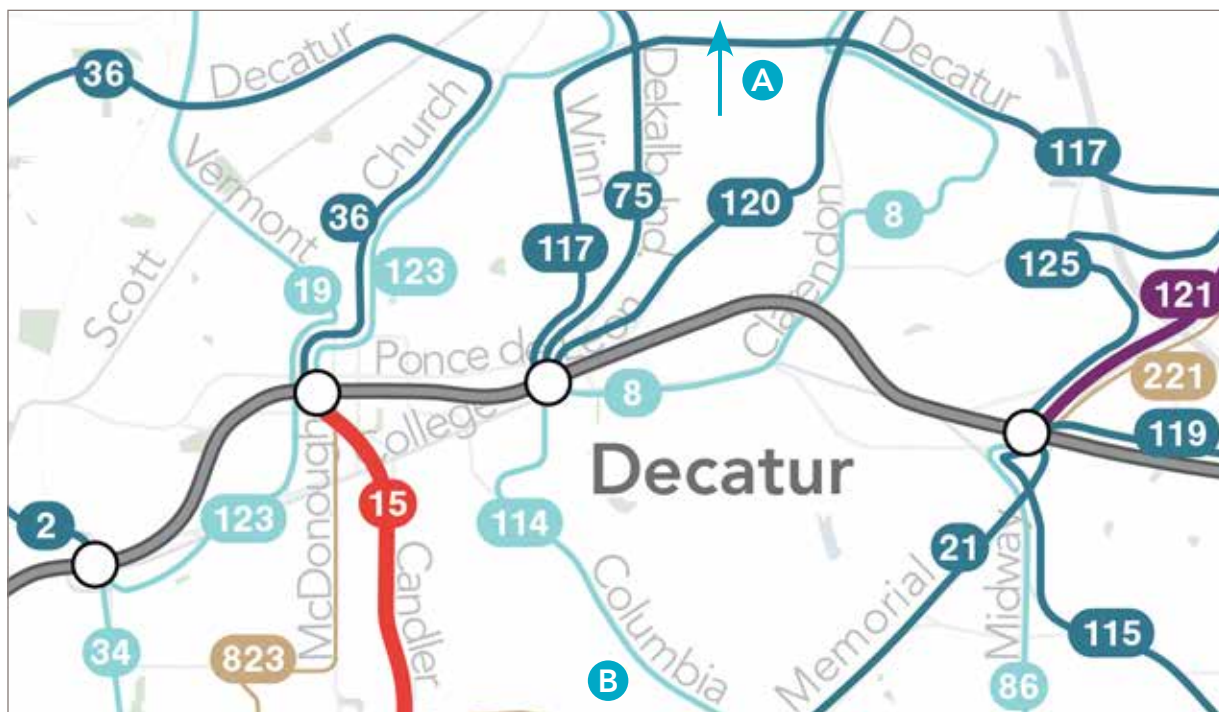 36
Decatur
Church
Vermont
Scott
36
123
19
Winn
Dekalb Ind.
75
117
120
A
Decatur
117
8
Clarendon
125
121
221
119
Ponce de
College
8
Decatur
2
123
McDonough
15
Candler
114
Columbia
21
Memorial
Midway
115
34
823
B
86